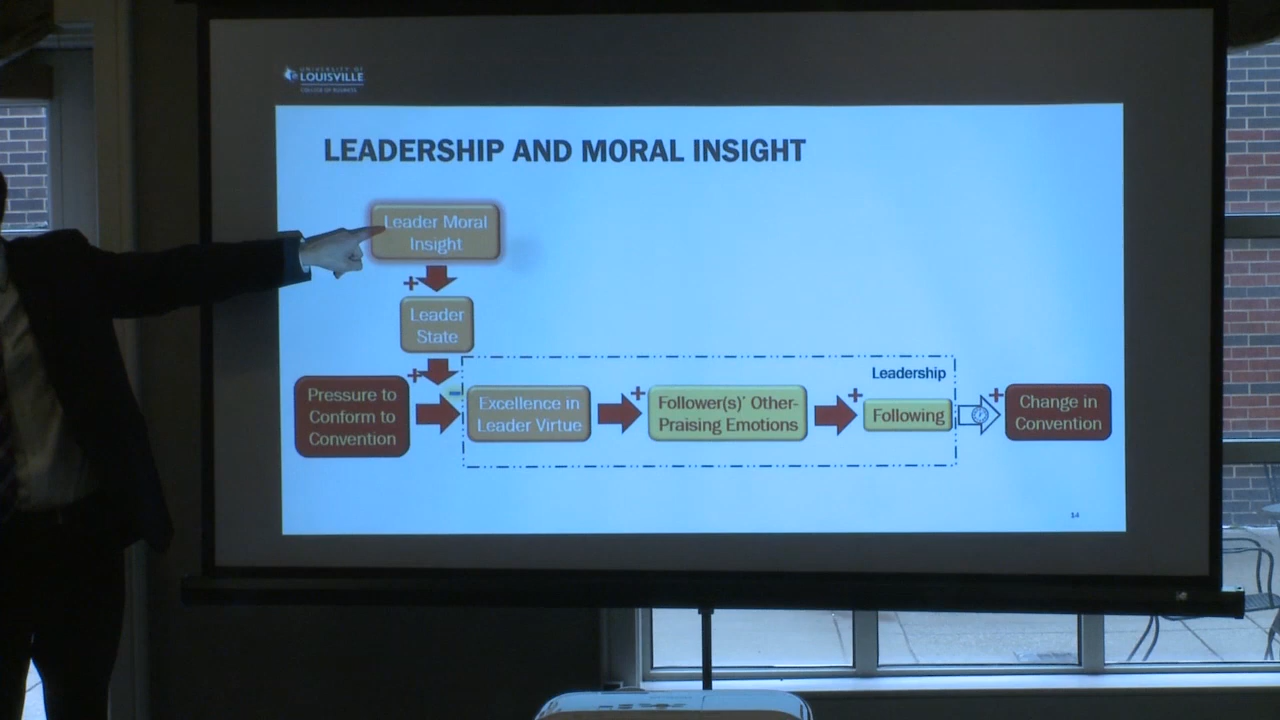 UNIVERSITY OF
LOUISVILLE
COLLEGE OF BUSINESS
LEADERSHIP AND MORAL INSIGHT
Leader Moral
Insight
+
Leader
State
+
Leadership
Pressure to
Conform to
Convention
–
Excellence in
Leader Virtue
+
Follower(s)' Other-
Praising Emotions
+
Following
+
Change in
Convention
14